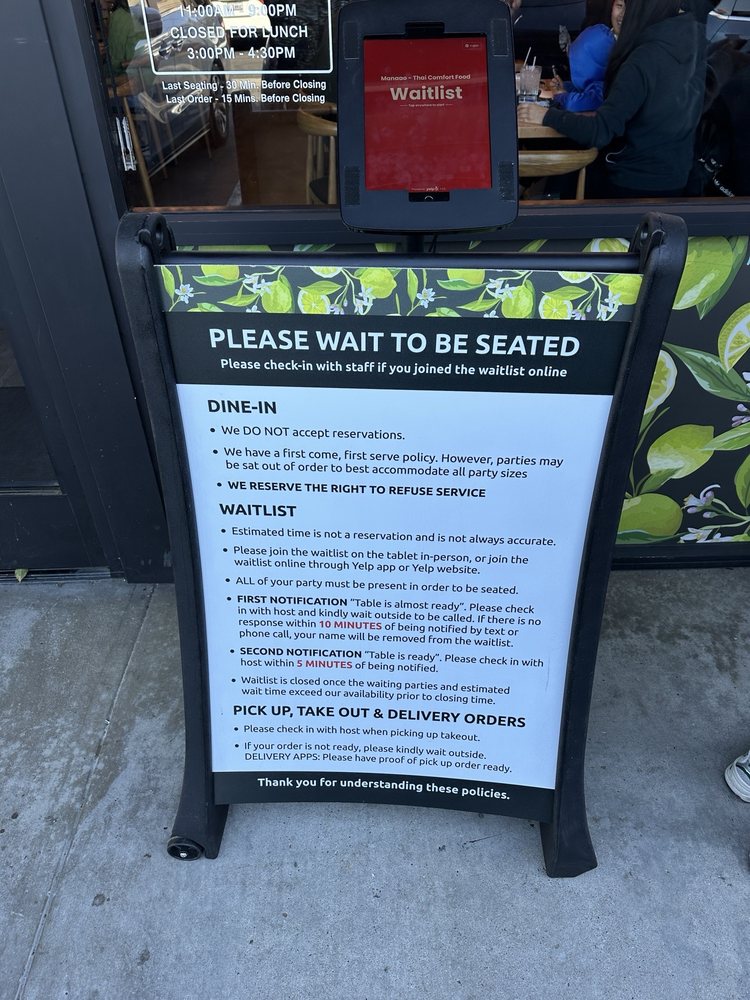 11:00AM - 9:00PM
CLOSED FOR LUNCH
3:00PM - 4:30PM
Last Seating - 30 Min. Before Closing
Last Order - 15 Mins. Before Closing
Manaao - Thai Comfort Food
Waitlist
Tap anywhere to start
Powered by yelp
PLEASE WAIT TO BE SEATED
Please check-in with staff if you joined the waitlist online
DINE-IN
• We DO NOT accept reservations.
• We have a first come, first serve policy. However, parties may
be sat out of order to best accommodate all party sizes
• WE RESERVE THE RIGHT TO REFUSE SERVICE
WAITLIST
• Estimated time is not a reservation and is not always accurate.
• Please join the waitlist on the tablet in-person, or join the
waitlist online through Yelp app or Yelp website.
• ALL of your party must be present in order to be seated.
• FIRST NOTIFICATION "Table is almost ready". Please check
in with host and kindly wait outside to be called. If there is no
response within 10 MINUTES of being notified by text or
phone call, your name will be removed from the waitlist.
• SECOND NOTIFICATION "Table is ready". Please check in with
host within 5 MINUTES of being notified.
• Waitlist is closed once the waiting parties and estimated
wait time exceed our availability prior to closing time.
PICK UP, TAKE OUT & DELIVERY ORDERS
• Please check in with host when picking up takeout.
• If your order is not ready, please kindly wait outside.
DELIVERY APPS: Please have proof of pick up order ready.
Thank you for understanding these policies.